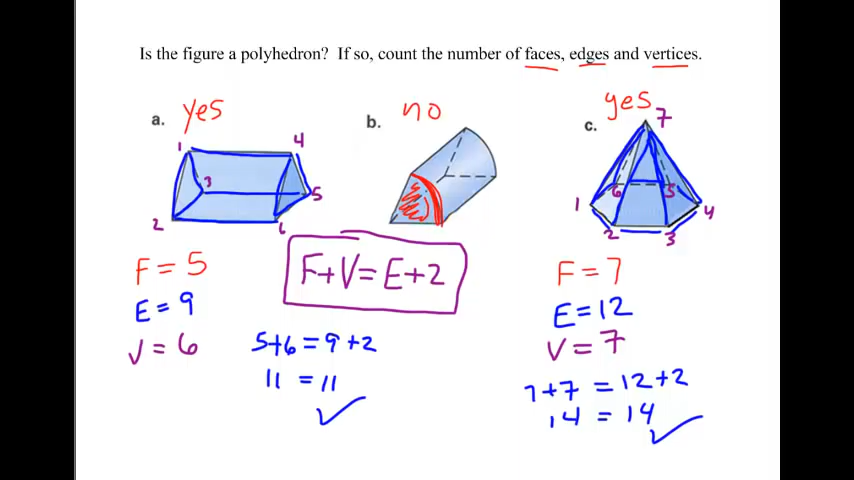 Is the figure a polyhedron? If so, count the number of faces, edges and vertices.
a. yes
b. no
c. yes
1 4
3
5
2 6
7
6 5
1 4
2 3
F = 5
E = 9
V = 6
F+V=E+2
5+6=9+2
11 = 11
F=7
E=12
V=7
7+7=12+2
14=14